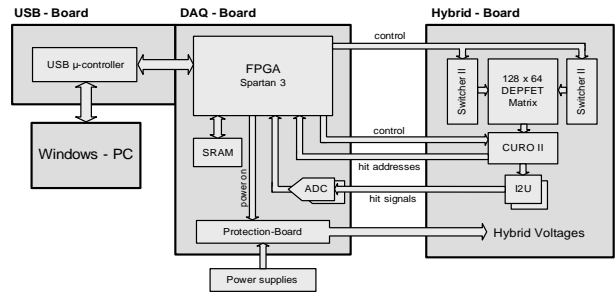 USB - Board
DAQ - Board
Hybrid - Board
USB µ-controller
FPGA
Spartan 3
control
Switcher II
128 x 64
DEPFET
Matrix
Switcher II
Windows - PC
SRAM
power on
control
CURO II
hit addresses
ADC
I2U
hit signals
Protection-Board
Hybrid Voltages
Power supplies